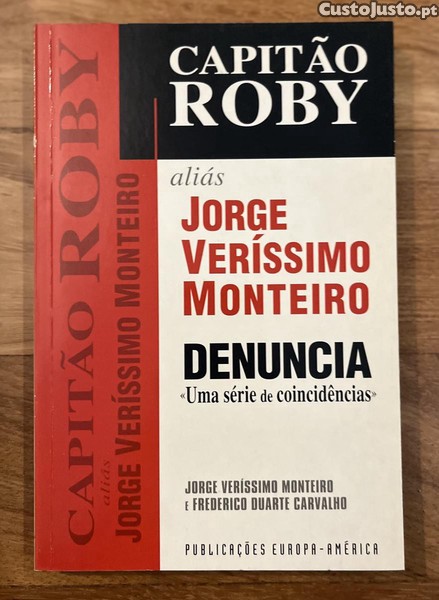 CustoJusto.pt
CAPITÃO
ROBY
aliás
JORGE
VERÍSSIMO
MONTEIRO
DENUNCIA
«Uma série de coincidências»
JORGE VERÍSSIMO MONTEIRO
E FREDERICO DUARTE CARVALHO
PUBLICAÇÕES EUROPA-AMÉRICA
CAPITÃO ROBY
aliás
JORGE VERÍSSIMO MONTEIRO